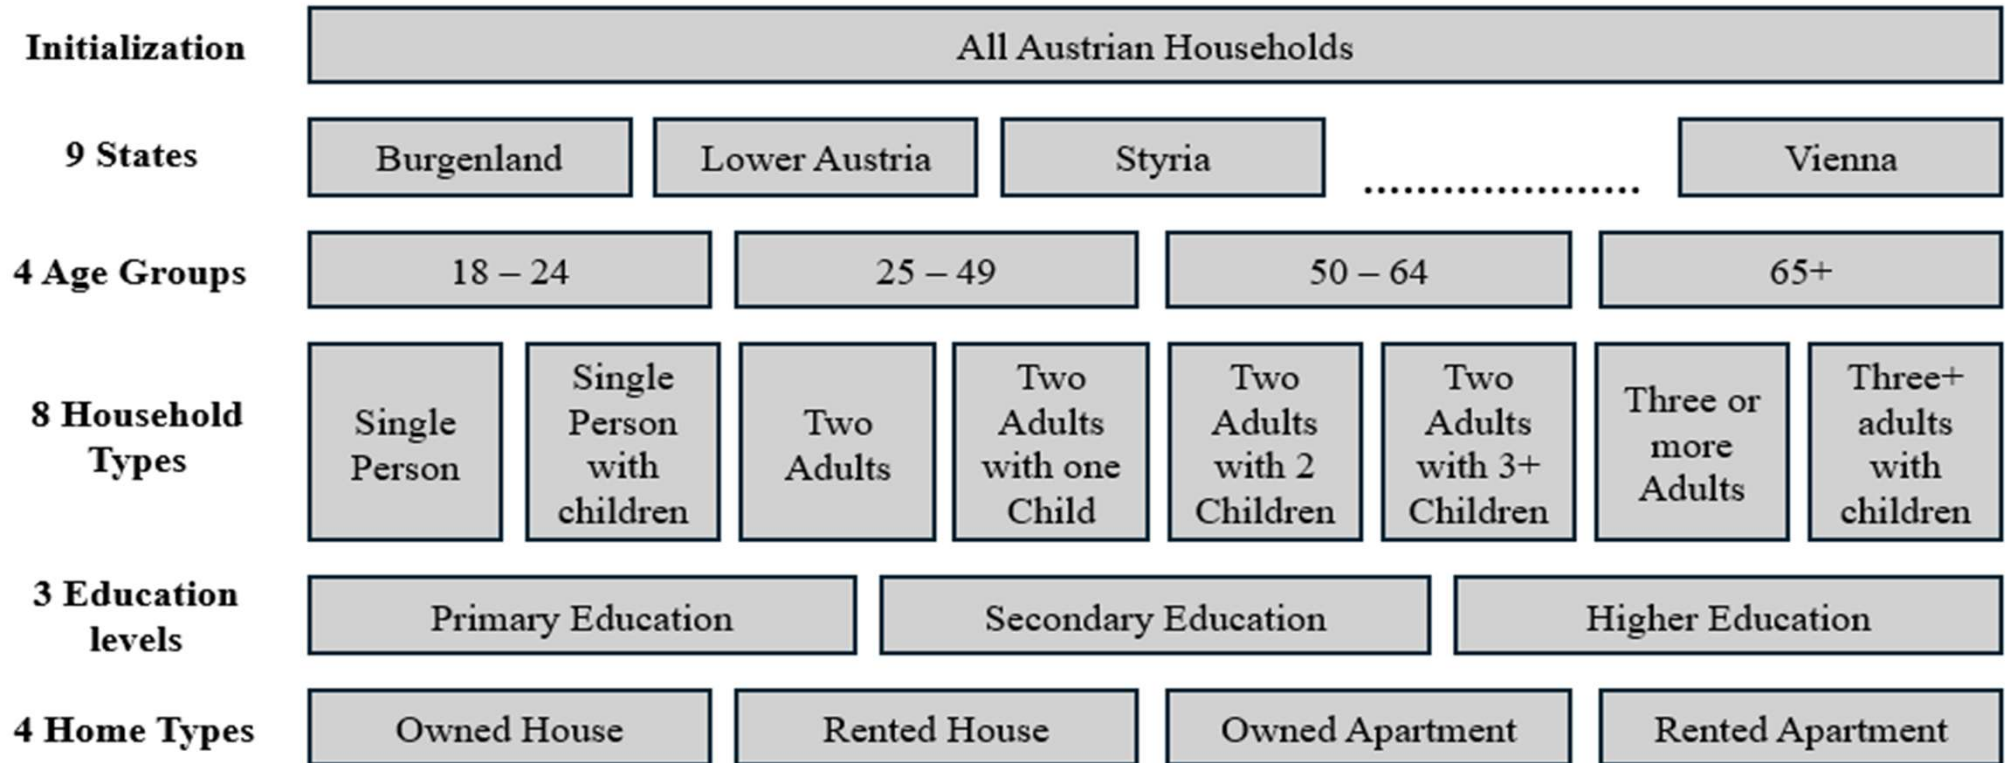 Initialization
All Austrian Households
9 States
Burgenland
Lower Austria
Styria
....................
Vienna
4 Age Groups
18 – 24
25 – 49
50 – 64
65+
8 Household
Types
Single
Person
Single
Person
with
children
Two
Adults
Two
Adults
with one
Child
Two
Adults
with 2
Children
Two
Adults
with 3+
Children
Three or
more
Adults
Three+
adults
with
children
3 Education
levels
Primary Education
Secondary Education
Higher Education
4 Home Types
Owned House
Rented House
Owned Apartment
Rented Apartment